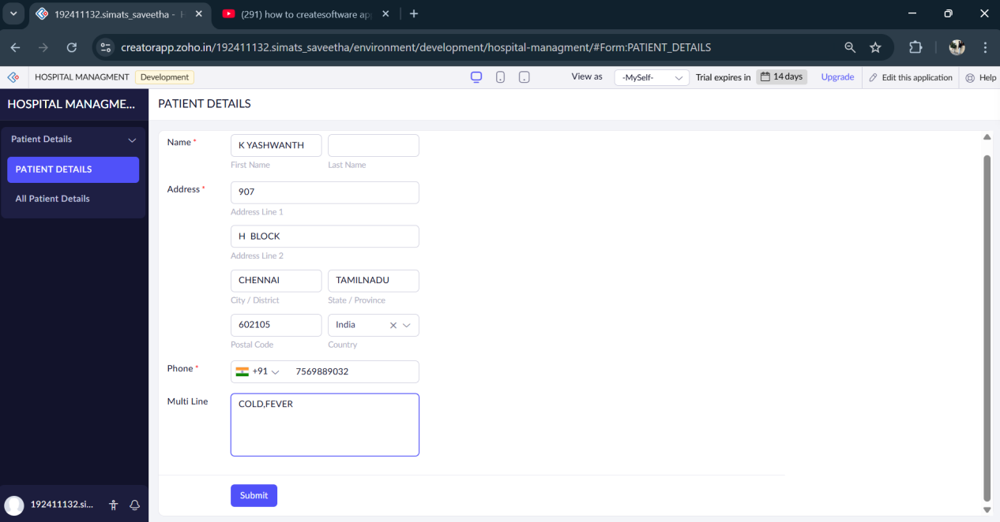 192411132.simats_saveetha -
(291) how to createsoftware ap
creatorapp.zoho.in/192411132.simats_saveetha/environment/development/hospital-managment/#Form:PATIENT_DETAILS
HOSPITAL MANAGMENT Development View as -MySelf- Trial expires in 14 days Upgrade Edit this application Help
HOSPITAL MANAGME... PATIENT DETAILS
Patient Details
PATIENT DETAILS
All Patient Details
192411132.si...
Name * K YASHWANTH
First Name Last Name
Address * 907
Address Line 1
H BLOCK
Address Line 2
CHENNAI TAMILNADU
City / District State / Province
602105 India
Postal Code Country
Phone * +91 7569889032
Multi Line COLD,FEVER
Submit